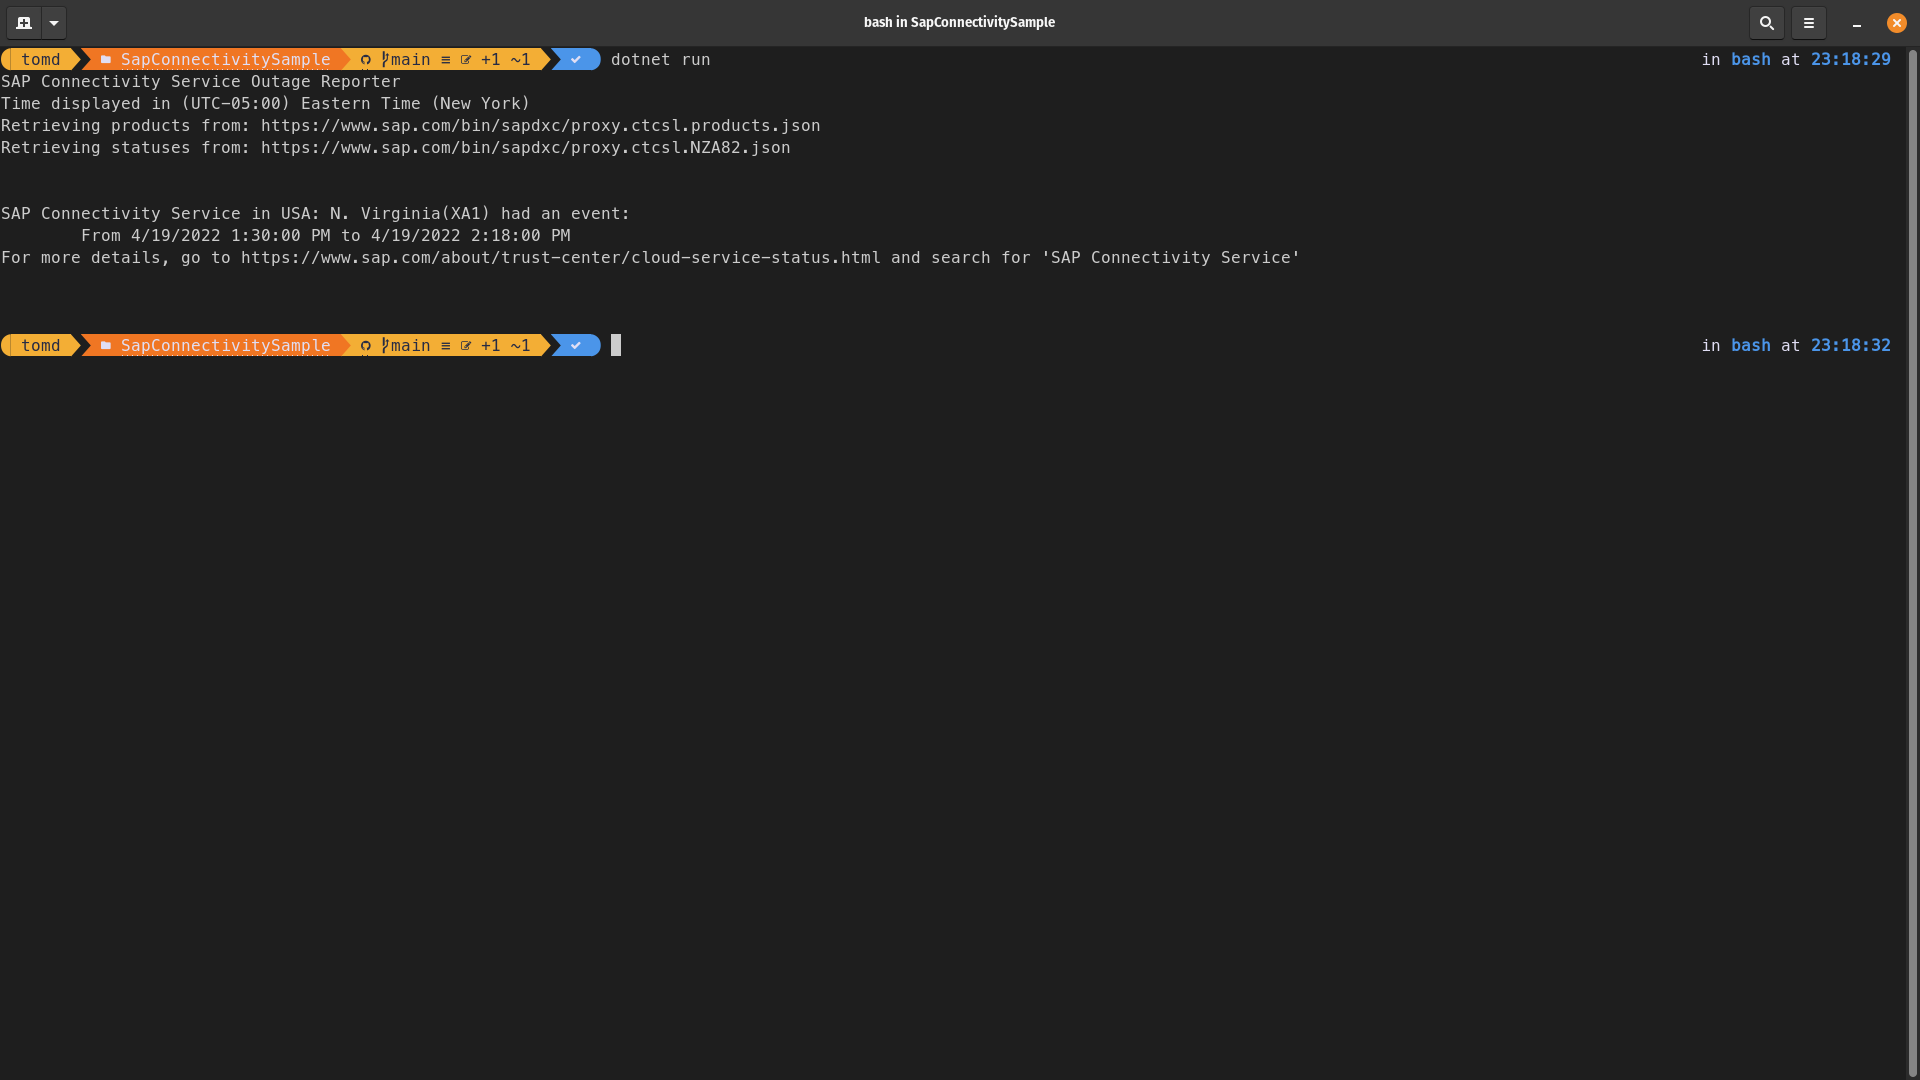 bash in SapConnectivitySample
tomd SapConnectivitySample main ≡ +1 ~1 dotnet run in bash at 23:18:29
SAP Connectivity Service Outage Reporter
Time displayed in (UTC-05:00) Eastern Time (New York)
Retrieving products from: https://www.sap.com/bin/sapdxc/proxy.ctcsl.products.json
Retrieving statuses from: https://www.sap.com/bin/sapdxc/proxy.ctcsl.NZA82.json
SAP Connectivity Service in USA: N. Virginia(XA1) had an event:
From 4/19/2022 1:30:00 PM to 4/19/2022 2:18:00 PM
For more details, go to https://www.sap.com/about/trust-center/cloud-service-status.html and search for 'SAP Connectivity Service'
tomd SapConnectivitySample main ≡ +1 ~1 in bash at 23:18:32